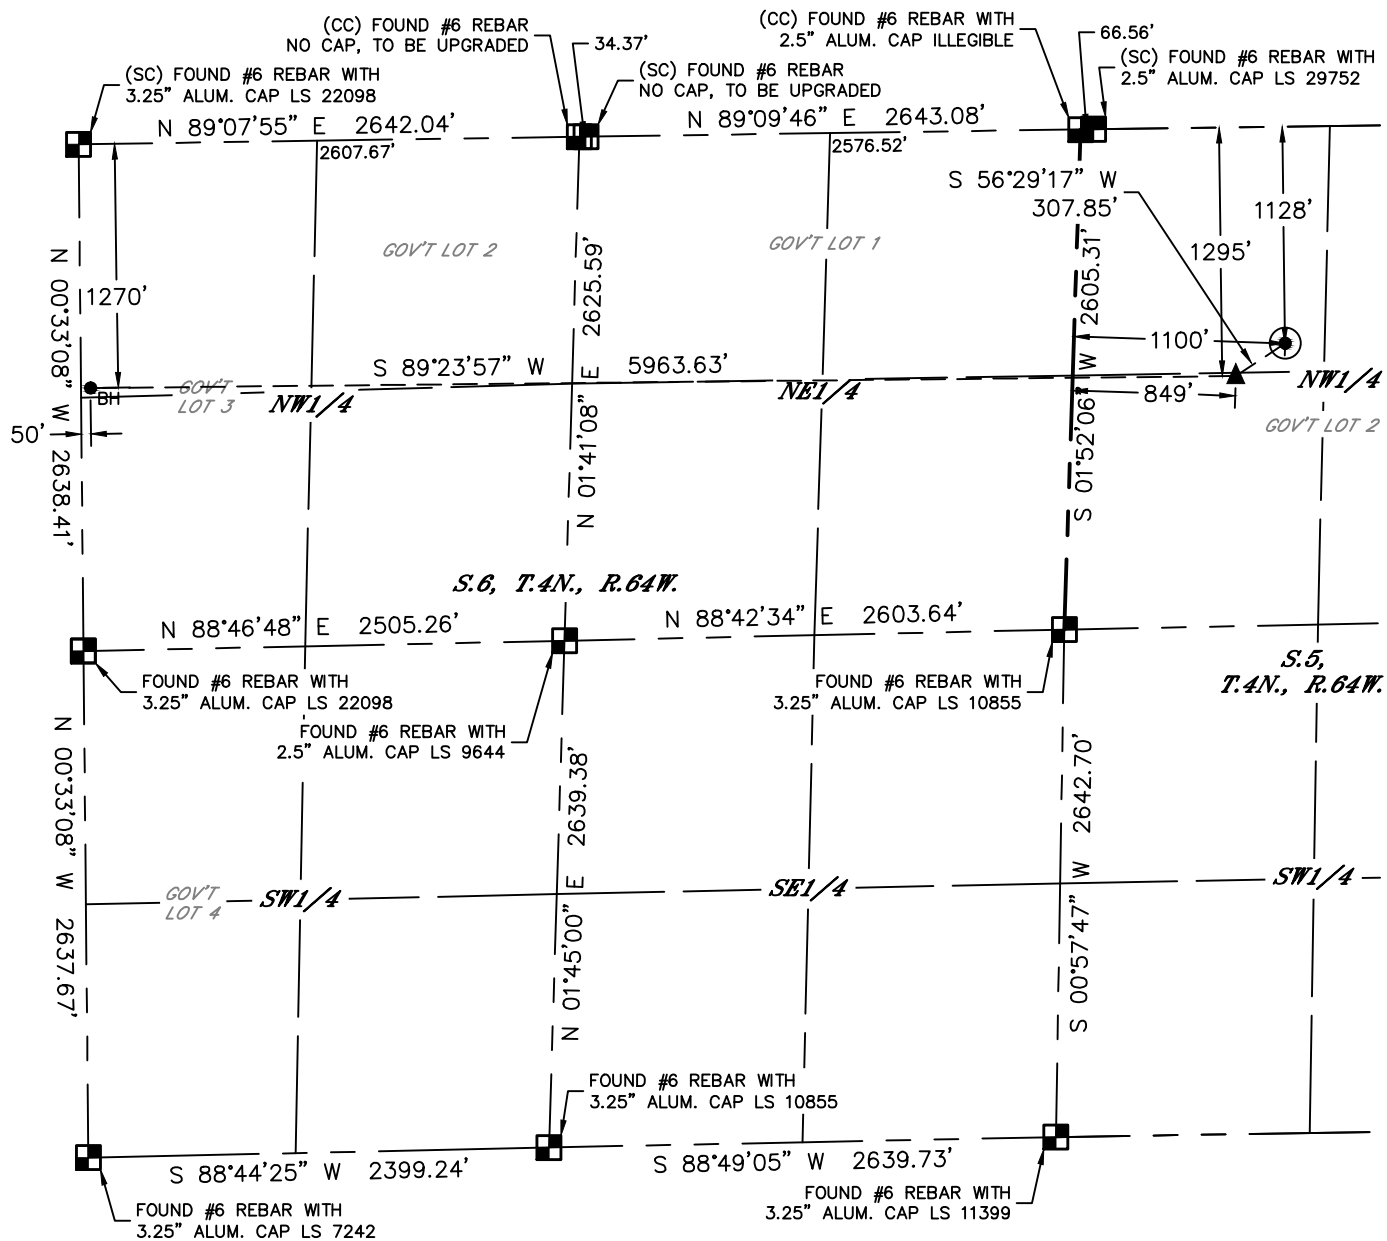 (CC) FOUND #6 REBAR
NO CAP, TO BE UPGRADED
34.37'
(CC) FOUND #6 REBAR WITH
2.5" ALUM. CAP ILLEGIBLE
66.56'
(SC) FOUND #6 REBAR WITH
3.25" ALUM. CAP LS 22098
(SC) FOUND #6 REBAR
NO CAP, TO BE UPGRADED
(SC) FOUND #6 REBAR WITH
2.5" ALUM. CAP LS 29752
N 89°07'55" E 2642.04'
2607.67'
N 89°09'46" E 2643.08'
2576.52'
S 56°29'17" W
307.85'
1128'
1295'
GOV'T LOT 2
GOV'T LOT 1
N 00°33'08" W 2638.41'
1270'
N 01°41'08" E 2625.59'
S 01°52'06" W 2605.31'
1100'
S 89°23'57" W 5963.63'
BH
GOV'T
LOT 3
NW1/4
NE1/4
849'
NW1/4
GOV'T LOT 2
50'
S.6, T.4N., R.64W.
N 88°46'48" E 2505.26'
N 88°42'34" E 2603.64'
S.5,
T.4N., R.64W.
FOUND #6 REBAR WITH
3.25" ALUM. CAP LS 22098
FOUND #6 REBAR WITH
2.5" ALUM. CAP LS 9644
FOUND #6 REBAR WITH
3.25" ALUM. CAP LS 10855
N 00°33'08" W 2637.67'
N 01°45'00" E 2639.38'
S 00°57'47" W 2642.70'
GOV'T
LOT 4
SW1/4
SE1/4
SW1/4
FOUND #6 REBAR WITH
3.25" ALUM. CAP LS 10855
S 88°44'25" W 2399.24'
S 88°49'05" W 2639.73'
FOUND #6 REBAR WITH
3.25" ALUM. CAP LS 7242
FOUND #6 REBAR WITH
3.25" ALUM. CAP LS 11399